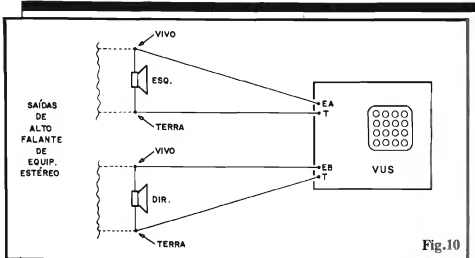 SAÍDAS
DE
ALTO
FALANTE
DE
EQUIP.
ESTÉREO
VIVO
ESQ.
TERRA
VIVO
DIR.
TERRA
EA
T
EB
T
VUS
Fig.10